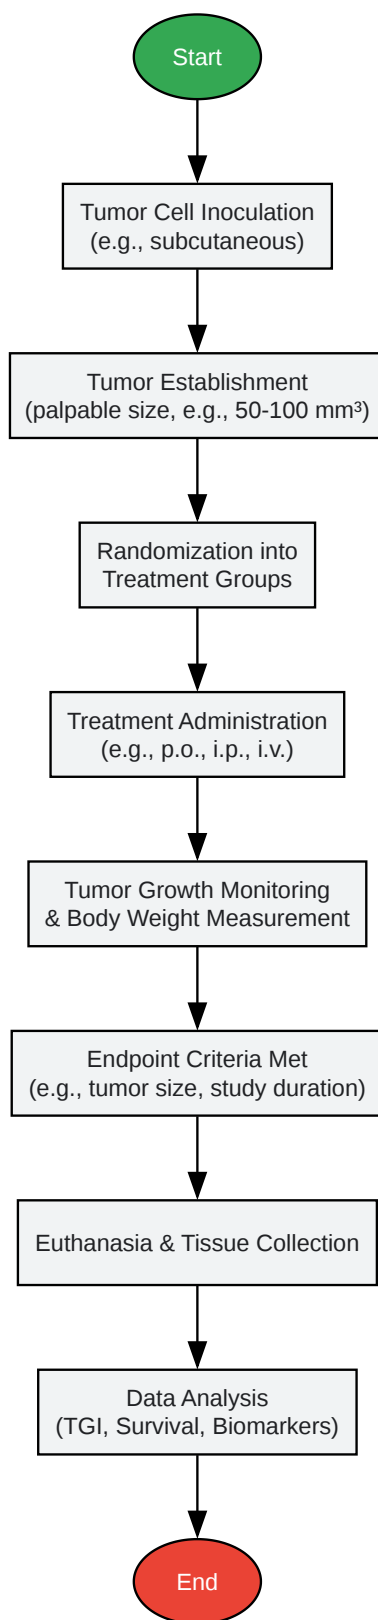 Start
Tumor Cell Inoculation
(e.g., subcutaneous)
Tumor Establishment
(palpable size, e.g., 50-100 mm³)
Randomization into
Treatment Groups
Treatment Administration
(e.g., p.o., i.p., i.v.)
Tumor Growth Monitoring
& Body Weight Measurement
Endpoint Criteria Met
(e.g., tumor size, study duration)
Euthanasia & Tissue Collection
Data Analysis
(TGI, Survival, Biomarkers)
End